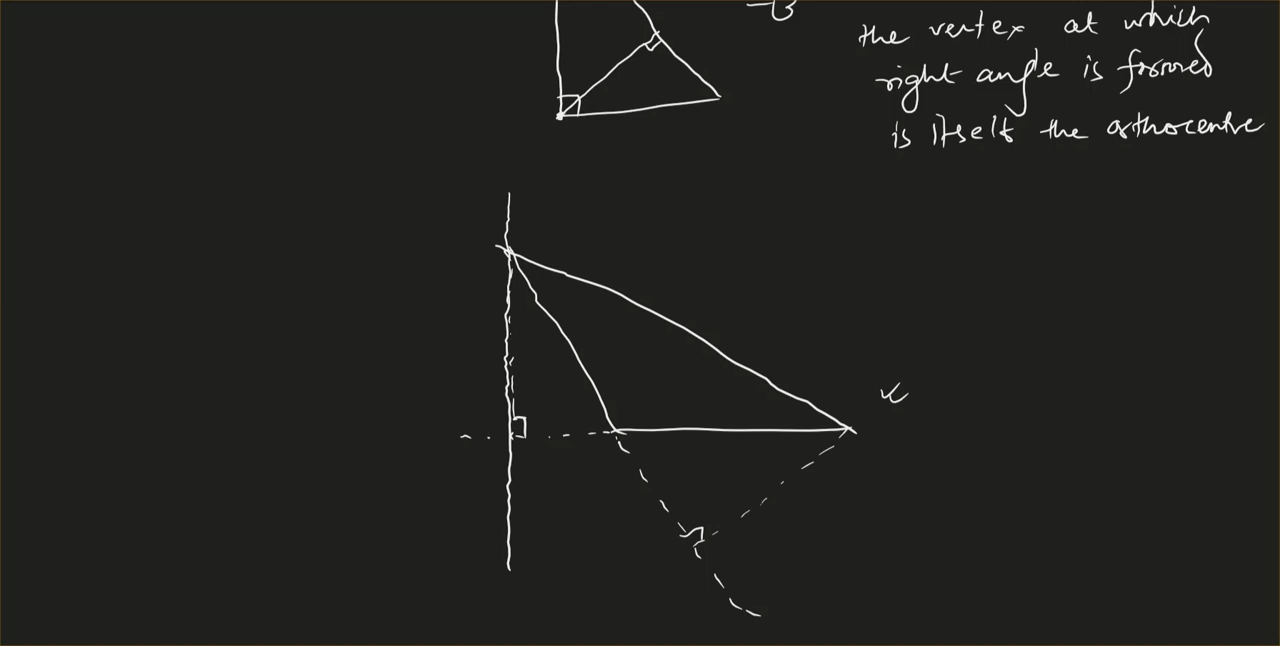 the vertex at which
right angle is formed
is itself the orthocentre